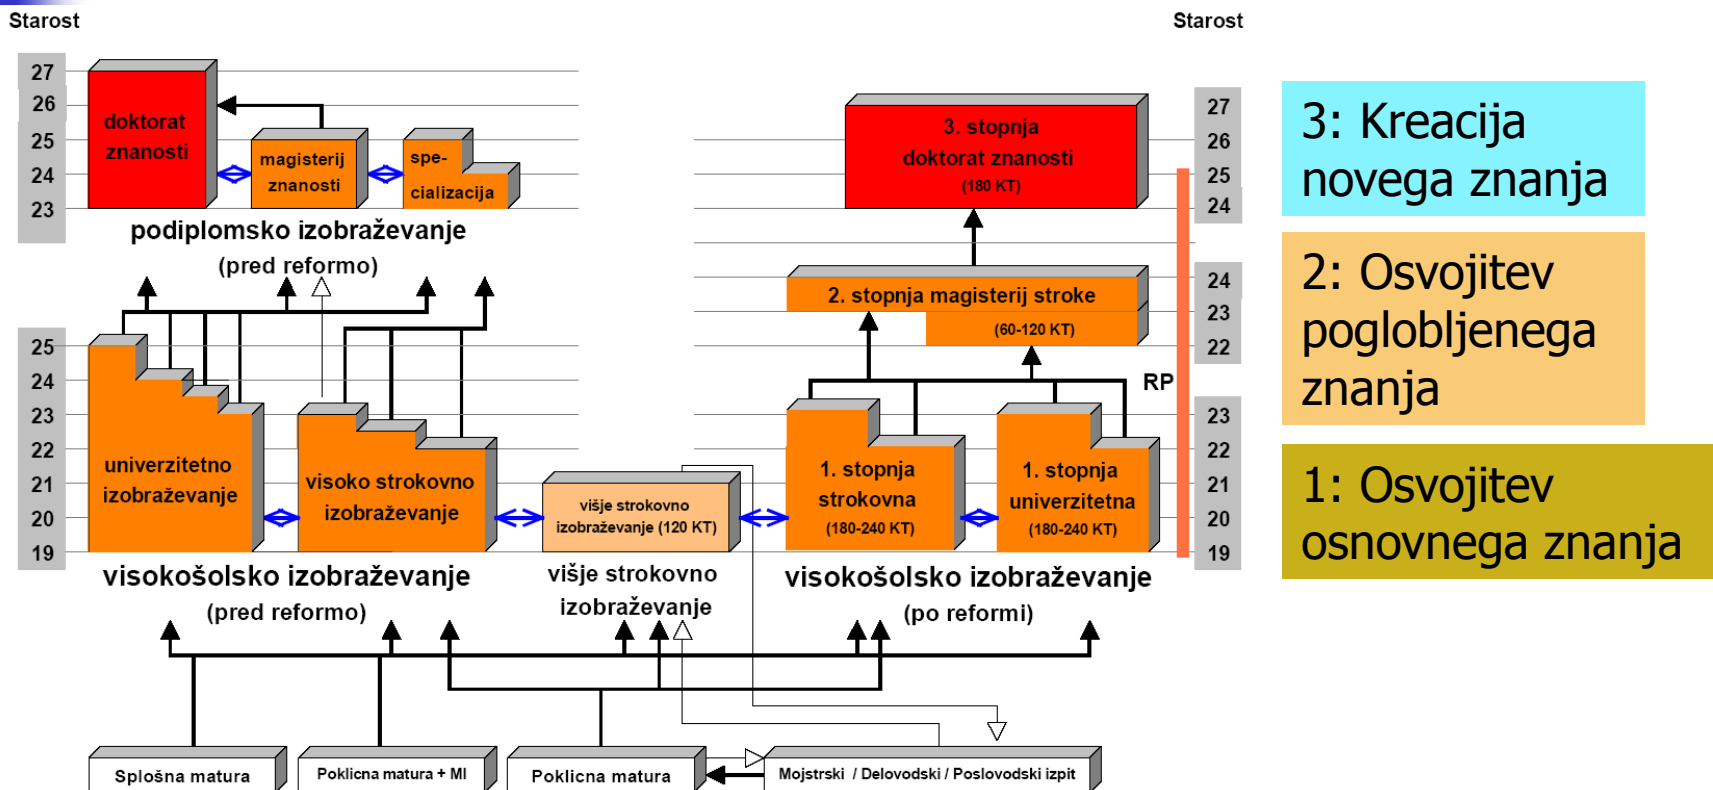 Starost
Starost
27
26
25
24
23
doktorat
znanosti
magisterij
znanosti
spe-
cializacija
podiplomsko izobraževanje
(pred reformo)
25
24
23
22
21
20
19
univerzitetno
izobraževanje
visoko strokovno
izobraževanje
višje strokovno
izobraževanje (120 KT)
visokošolsko izobraževanje
(pred reformo)
višje strokovno
izobraževanje
3. stopnja
doktorat znanosti
(180 KT)
2. stopnja magisterij stroke
(60-120 KT)
RP
1. stopnja
strokovna
(180-240 KT)
1. stopnja
univerzitetna
(180-240 KT)
visokošolsko izobraževanje
(po reformi)
27
26
25
24
24
23
22
23
22
21
20
19
Splošna matura
Poklicna matura + MI
Poklicna matura
Mojstrski / Delovodski / Poslovodski izpit
3: Kreacija
novega znanja
2: Osvojitev
poglobljenega
znanja
1: Osvojitev
osnovnega znanja